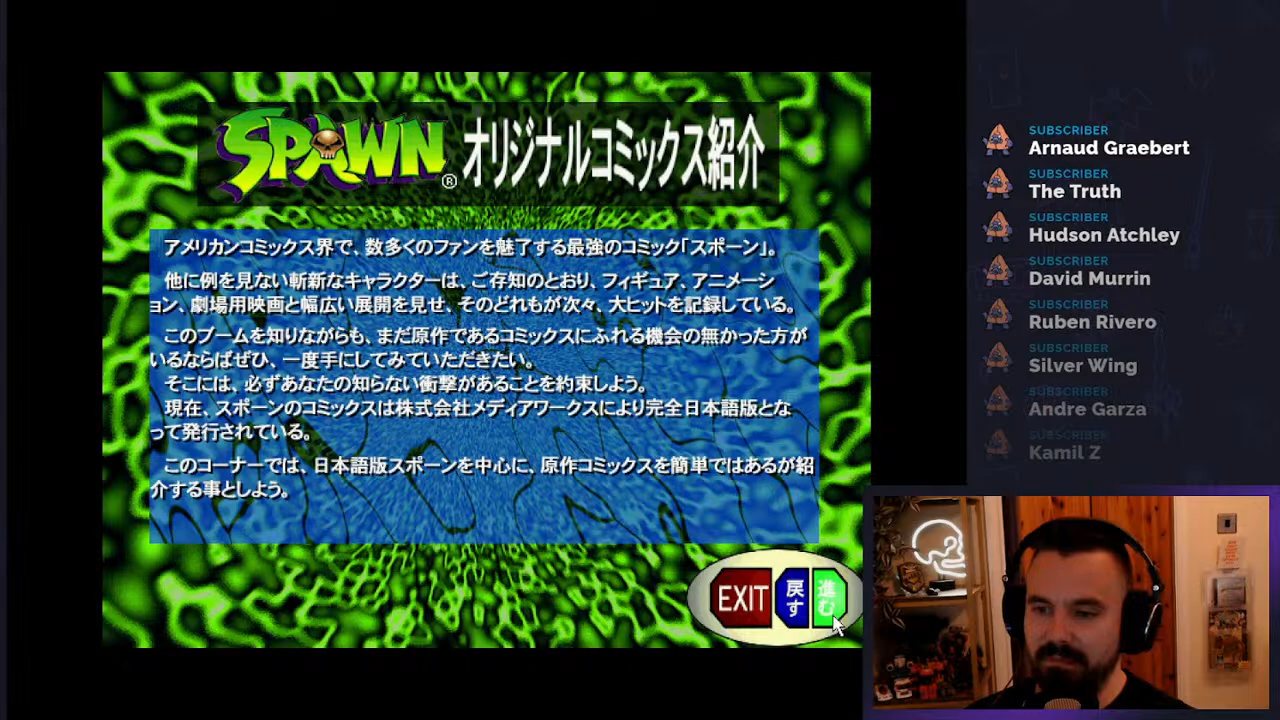 SPAWN® オリジナルコミックス紹介
アメリカンコミックス界で、数多くのファンを魅了する最強のコミック「スポーン」。
他に例を見ない斬新なキャラクターは、ご存知のとおり、フィギュア、アニメーシ
ョン、劇場用映画と幅広い展開を見せ、そのどれもが次々、大ヒットを記録している。
このブームを知りながらも、まだ原作であるコミックスにふれる機会の無かった方が
いるならばぜひ、一度手にしてみていただきたい。
そこには、必ずあなたの知らない衝撃があることを約束しよう。
現在、スポーンのコミックスは株式会社メディアワークスにより完全日本語版とな
って発行されている。
このコーナーでは、日本語版スポーンを中心に、原作コミックスを簡単ではあるが紹
介する事としよう。
EXIT 戻す 進む
SUBSCRIBER
Arnaud Graebert
SUBSCRIBER
The Truth
SUBSCRIBER
Hudson Atchley
SUBSCRIBER
David Murrin
SUBSCRIBER
Ruben Rivero
SUBSCRIBER
Silver Wing
SUBSCRIBER
Andre Garza
SUBSCRIBER
Kamil Z